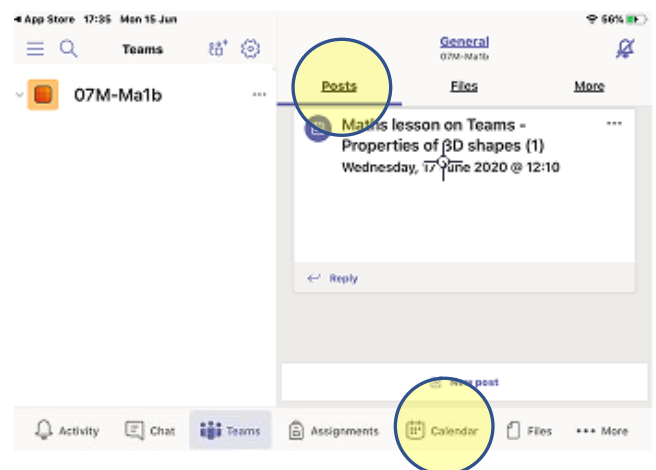 App Store 17:35 Mon 15 Jun
66%
Teams
General
07M-Ma1b
07M-Ma1b
Posts Files More
Maths lesson on Teams -
Properties of 3D shapes (1)
Wednesday, 17 June 2020 @ 12:10
Reply
New post
Activity Chat Teams Assignments Calendar Files More